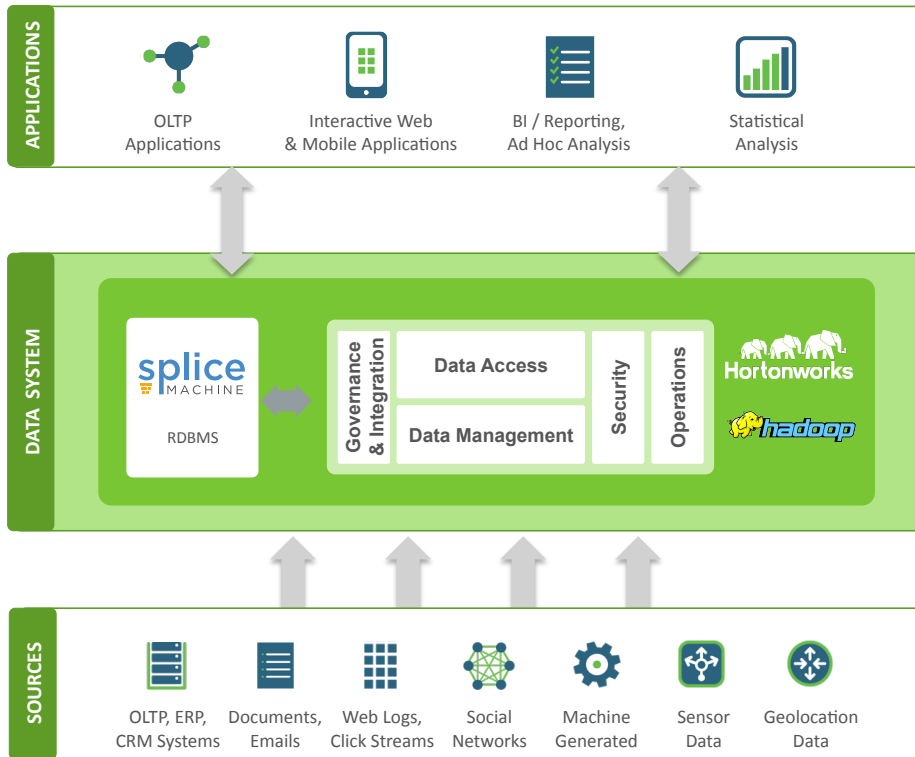 APPLICATIONS
OLTP
Applications
Interactive Web
& Mobile Applications
BI / Reporting,
Ad Hoc Analysis
Statistical
Analysis
DATA SYSTEM
splice
MACHINE
RDBMS
Governance
& Integration
Data Access
Data Management
Security
Operations
Hortonworks
hadoop
SOURCES
OLTP, ERP,
CRM Systems
Documents,
Emails
Web Logs,
Click Streams
Social
Networks
Machine
Generated
Sensor
Data
Geolocation
Data